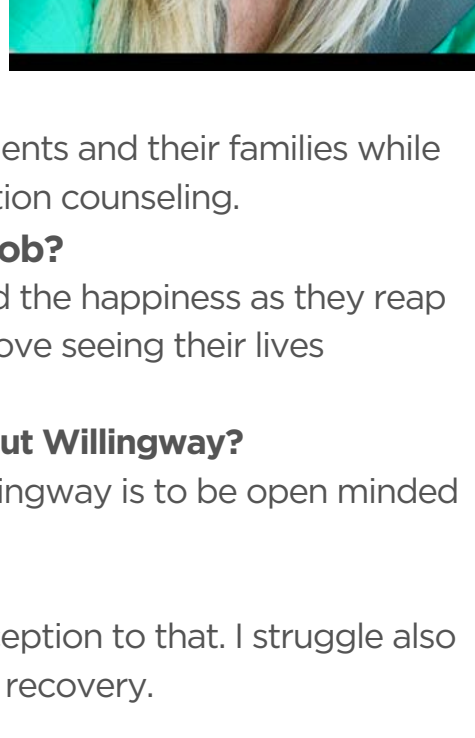 ents and their families while
tion counseling.
ob?
d the happiness as they reap
ove seeing their lives
ut Willingway?
lingway is to be open minded
eption to that. I struggle also
recovery.